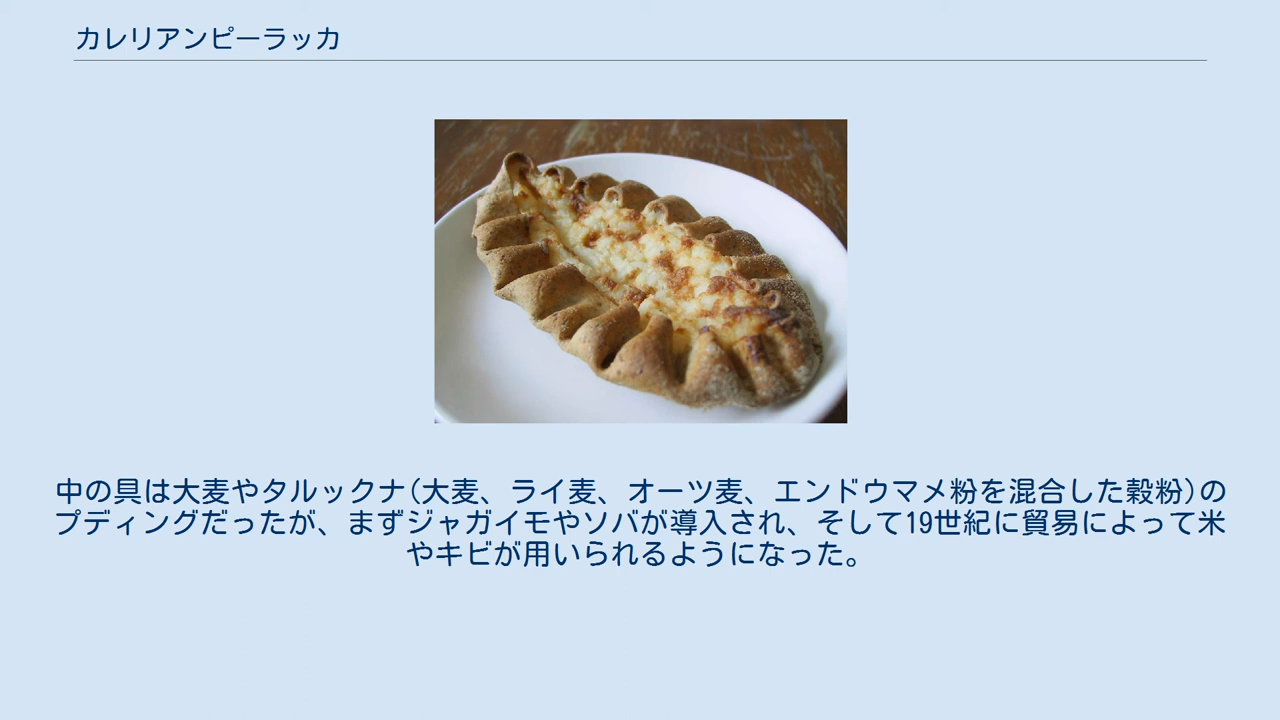 カレリアンピーラッカ
中の具は大麦やタルックナ(大麦、ライ麦、オーツ麦、エンドウマメ粉を混合した穀粉)の
プディングだったが、まずジャガイモやソバが導入され、そして19世紀に貿易によって米
やキビが用いられるようになった。